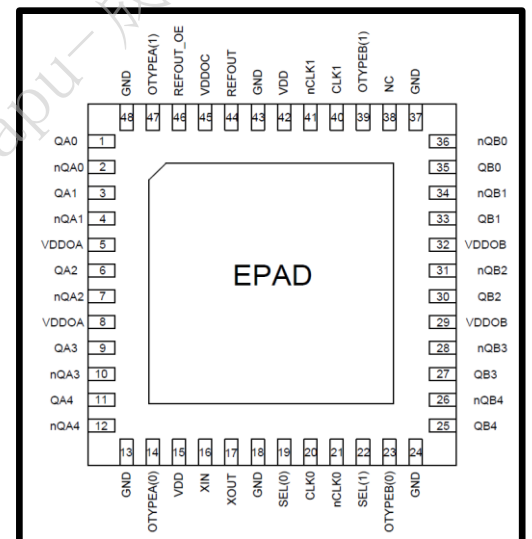 GND OTYPEA(1) REFOUT_OE VDDOC REFOUT GND VDD nCLK1 CLK1 OTYPEB(1) NC GND
48 47 46 45 44 43 42 41 40 39 38 37
QA0 1 36 nQB0
nQA0 2 35 QB0
QA1 3 34 nQB1
nQA1 4 33 QB1
VDDOA 5 32 VDDOB
QA2 6 31 nQB2
EPAD
nQA2 7 30 QB2
VDDOA 8 29 VDDOB
QA3 9 28 nQB3
nQA3 10 27 QB3
QA4 11 26 nQB4
nQA4 12 25 QB4
13 14 15 16 17 18 19 20 21 22 23 24
GND OTYPEA(0) VDD XIN XOUT GND SEL(0) CLK0 nCLK0 SEL(1) OTYPEB(0) GND